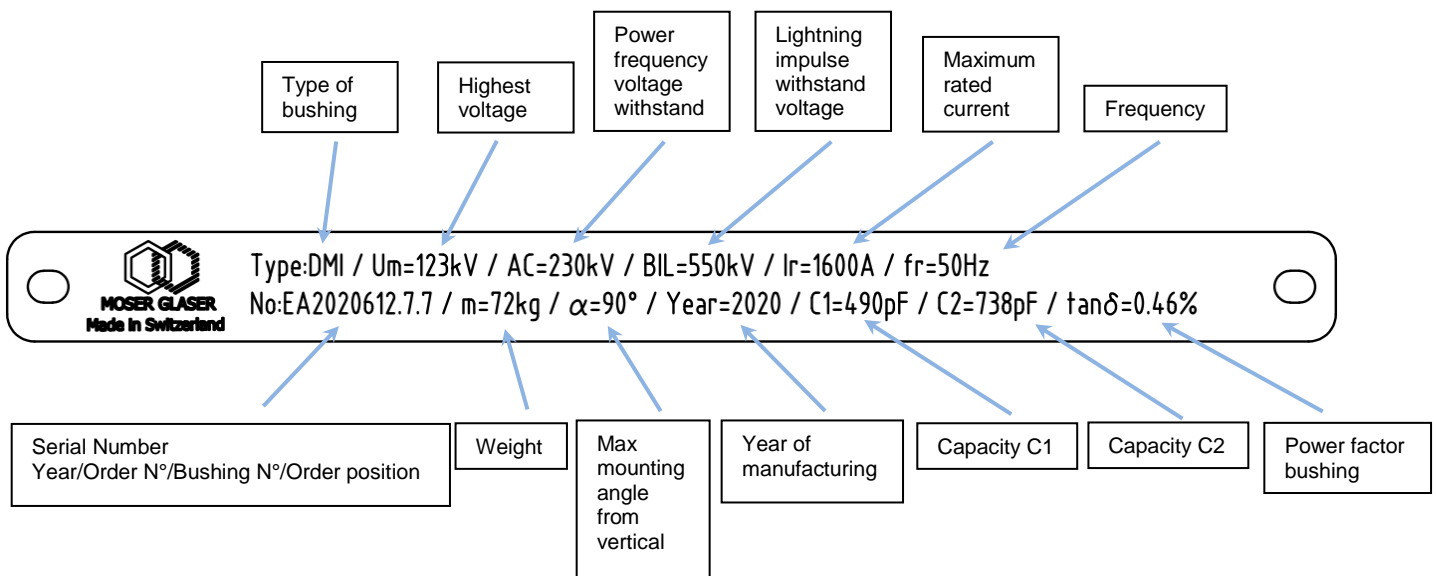 Type of
bushing
Highest
voltage
Power
frequency
voltage
withstand
Lightning
impulse
withstand
voltage
Maximum
rated
current
Frequency
MOSER GLASER
Made in Switzerland
Type:DMI / Um=123kV / AC=230kV / BIL=550kV / Ir=1600A / fr=50Hz
No:EA2020612.7.7 / m=72kg / α=90° / Year=2020 / C1=490pF / C2=738pF / tanδ=0.46%
Serial Number
Year/Order N°/Bushing N°/Order position
Weight
Max
mounting
angle
from
vertical
Year of
manufacturing
Capacity C1
Capacity C2
Power factor
bushing